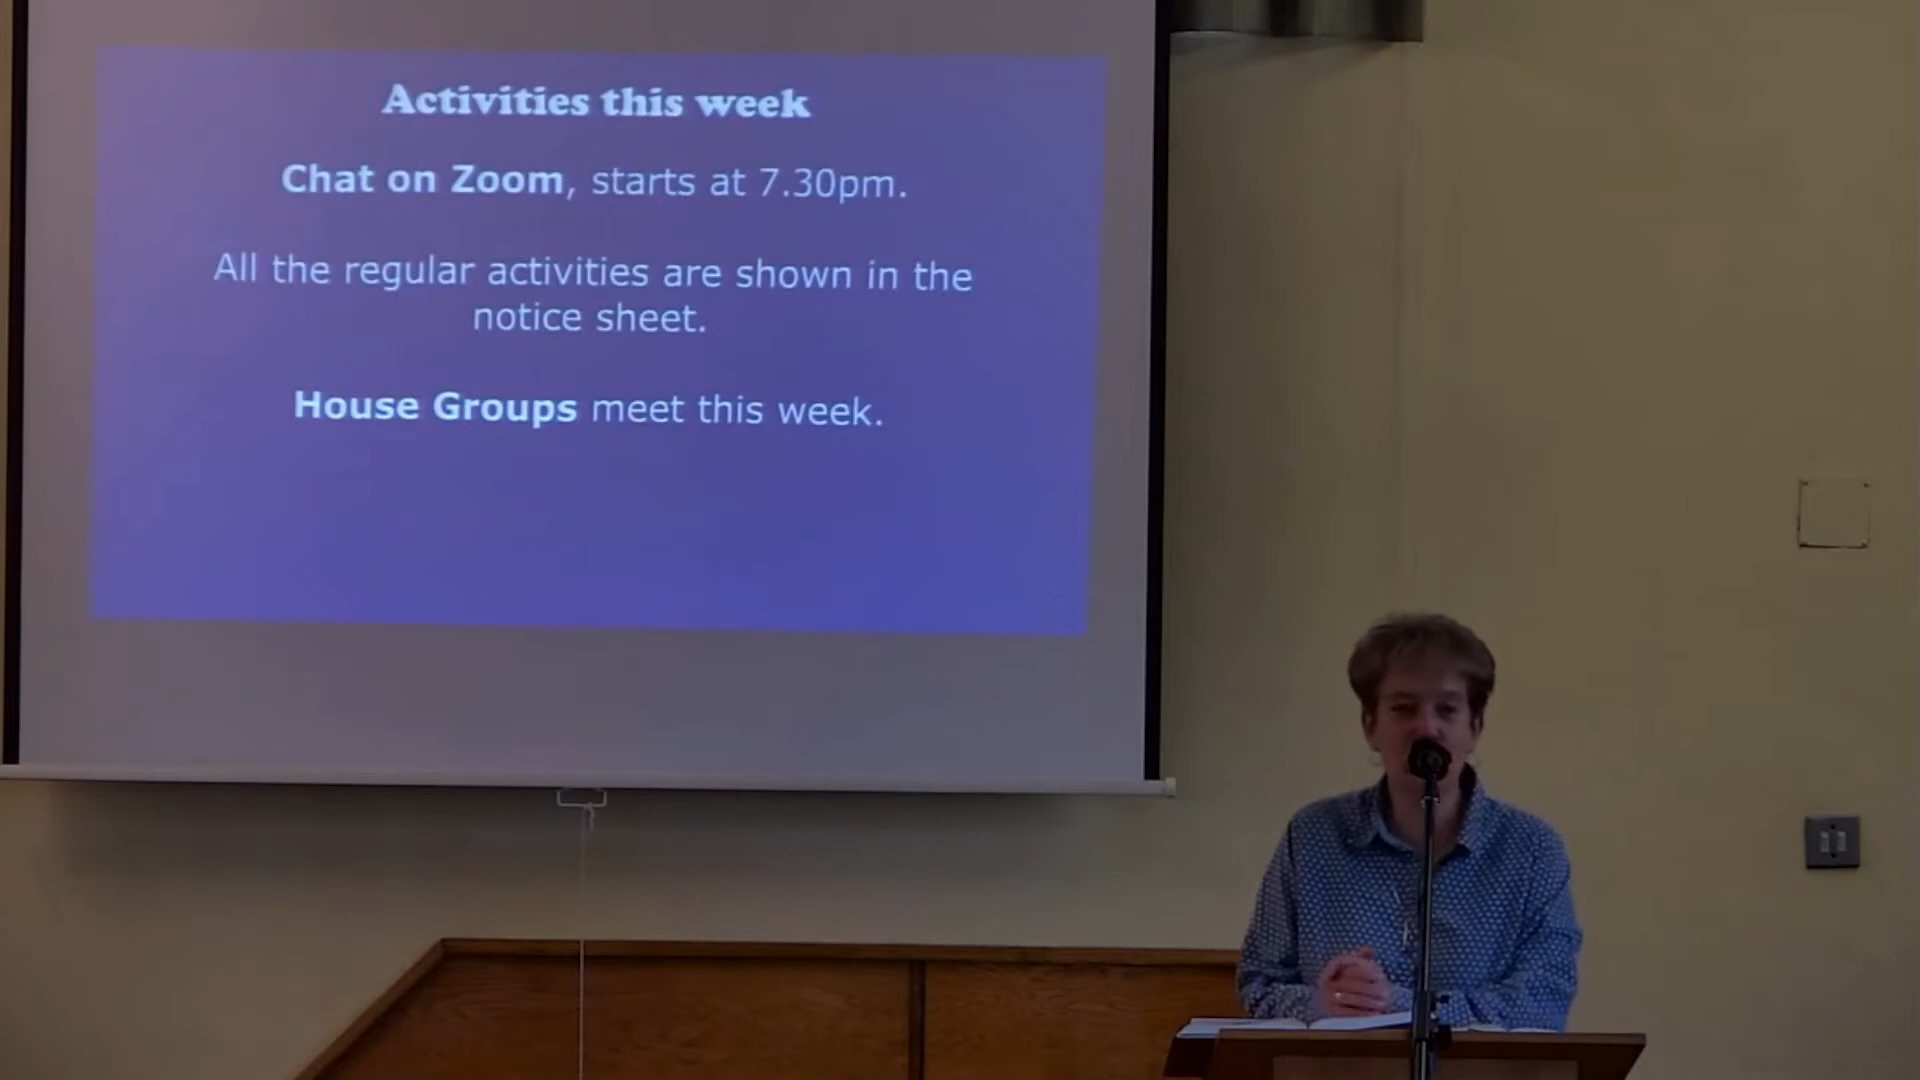 Activities this week
Chat on Zoom, starts at 7.30pm.
All the regular activities are shown in the
notice sheet.
House Groups meet this week.